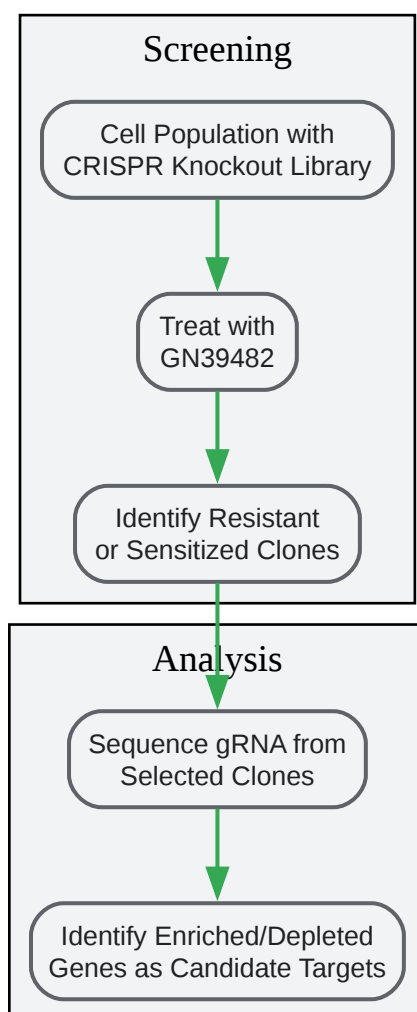 Screening
Cell Population with
CRISPR Knockout Library
Treat with
GN39482
Identify Resistant
or Sensitized Clones
Analysis
Sequence gRNA from
Selected Clones
Identify Enriched/Depleted
Genes as Candidate Targets